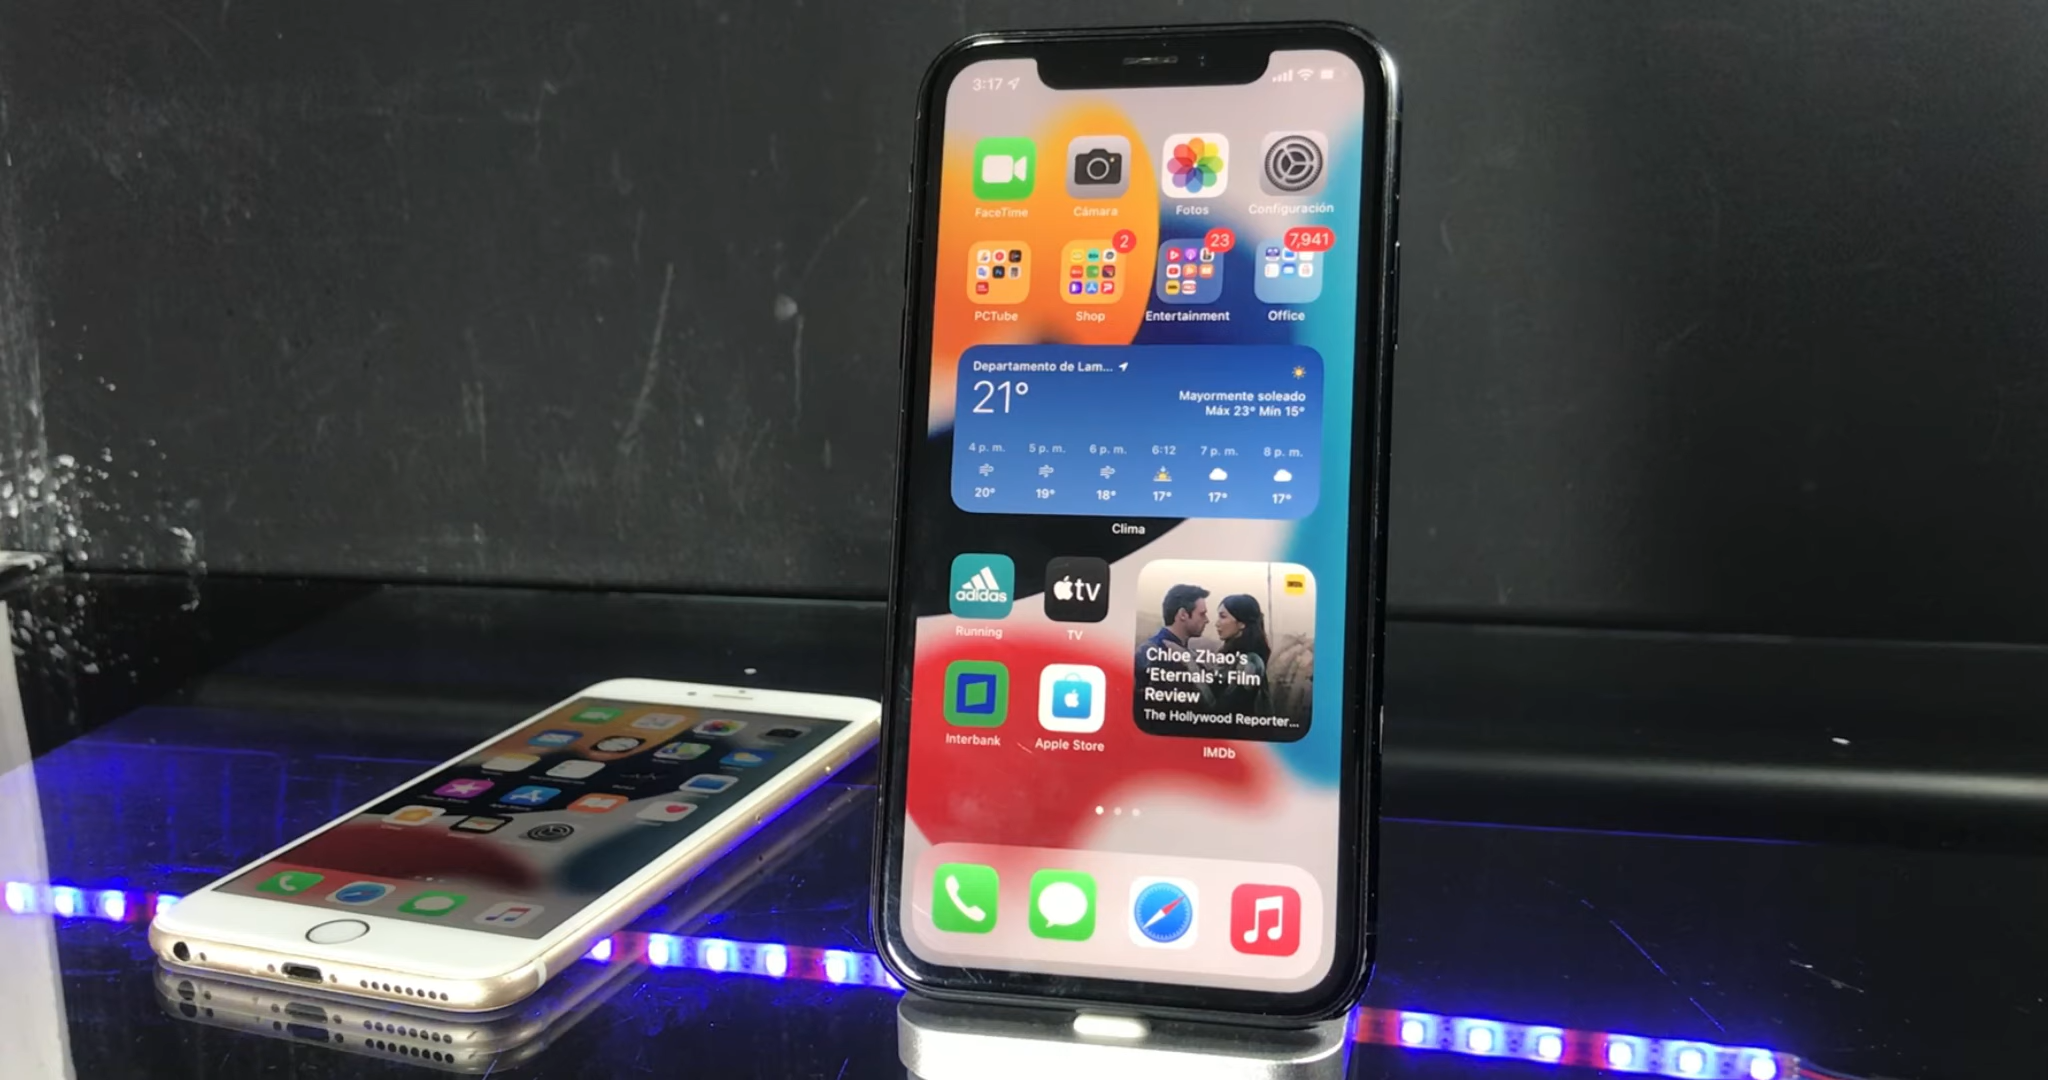 3:17
FaceTime Cámara Fotos Configuración
2 23 7,941
PCTube Shop Entertainment Office
Departamento de Lam...
21°
Mayormente soleado
Máx 23° Mín 15°
4 p. m. 5 p. m. 6 p. m. 6:12 7 p. m. 8 p. m.
20° 19° 18° 17° 17° 17°
Clima
adidas
tv
Running TV
Chloe Zhao's
'Eternals': Film
Review
The Hollywood Reporter...
Interbank Apple Store
IMDb